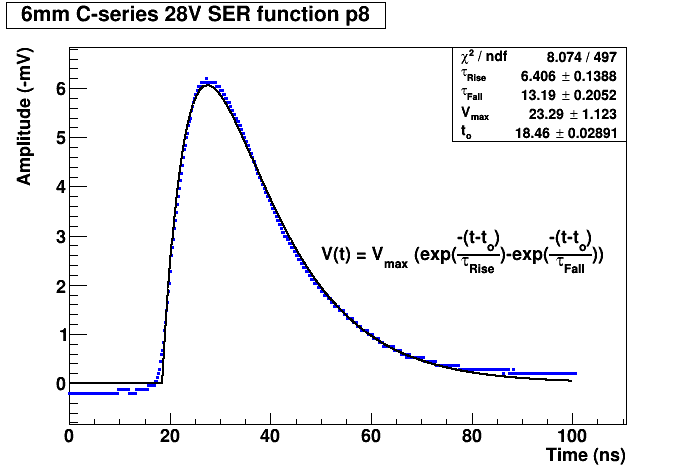 6mm C-series 28V SER function p8
χ² / ndf 8.074 / 497
τRise 6.406 ± 0.1388
τFall 13.19 ± 0.2052
Vmax 23.29 ± 1.123
to 18.46 ± 0.02891
Amplitude (-mV)
6
5
4
3
2
1
0
V(t) = Vmax (exp(-(t-to)/τRise)-exp(-(t-to)/τFall))
0 20 40 60 80 100
Time (ns)